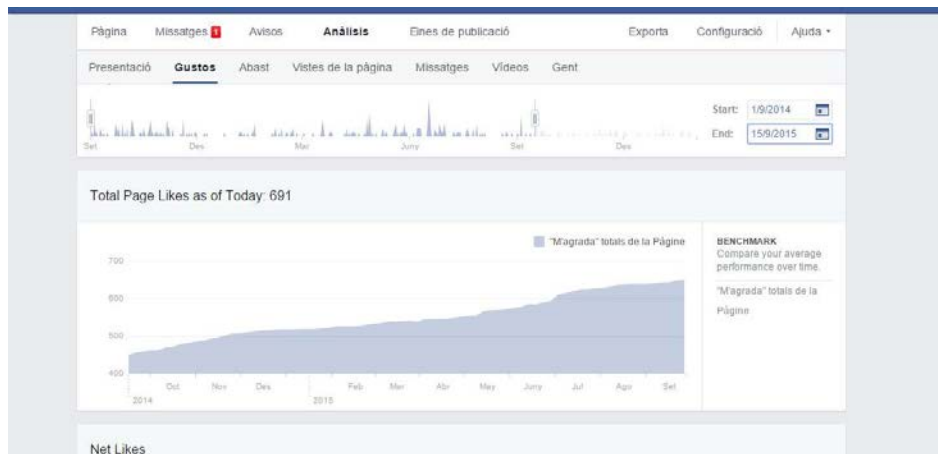 Pàgina Missatges 1 Avisos Anàlisis Eines de publicació Exporta Configuració Ajuda
Presentació Gustos Abast Vistes de la pàgina Missatges Vídeos Gent
Start: 1/9/2014
End: 15/9/2015
Set Des Mar Juny Set Des
Total Page Likes as of Today: 691
"M'agrada" totals de la Pàgine
700
600
500
400
Oct Nov Des Feb Mar Abr May Juny Jul Ago Set
2014 2015
BENCHMARK
Compare your average
performance over time.
"M'agrada" totals de la
Pàgine
Net Likes